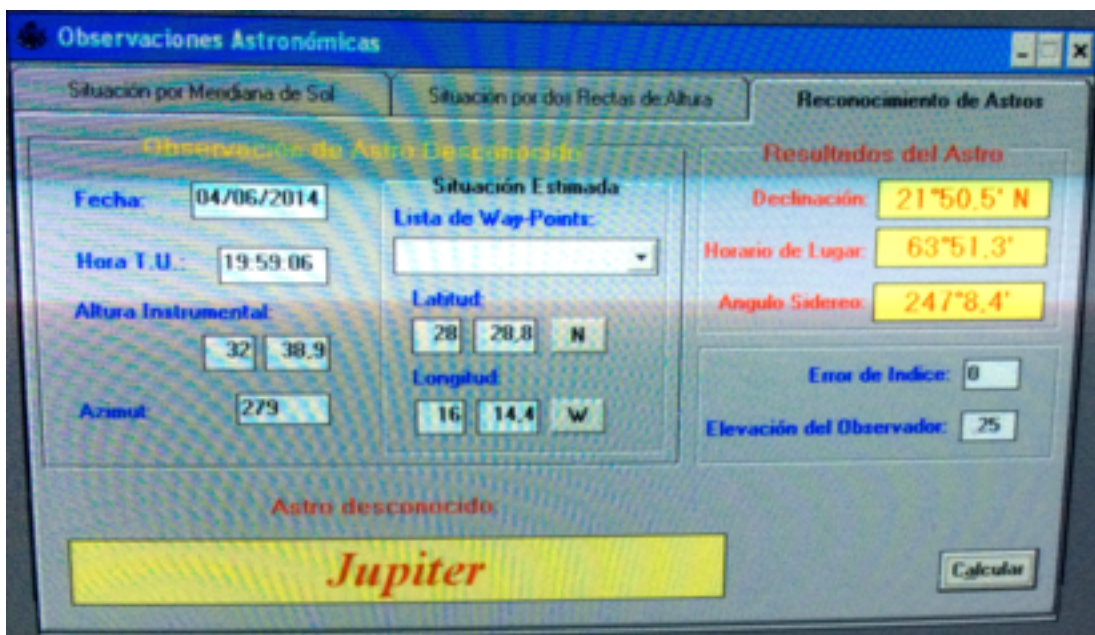 Observaciones Astronómicas
Situación por Meridiana de Sol
Situación por dos Rectas de Altura
Reconocimiento de Astros
Observación de Astro Desconocido
Fecha: 04/06/2014
Hora T.U.: 19:59:06
Altura Instrumental:
32 38,9
Azimut 279
Situación Estimada
Lista de Way-Points:
Latitud:
28 28,8 N
Longitud:
16 14,4 W
Resultados del Astro
Declinación: 21°50,5' N
Horario de Lugar: 63°51,3'
Angulo Sidereo: 247°8,4'
Error de Indice: 0
Elevación del Observador: 25
Astro desconocido:
Jupiter
Calcular